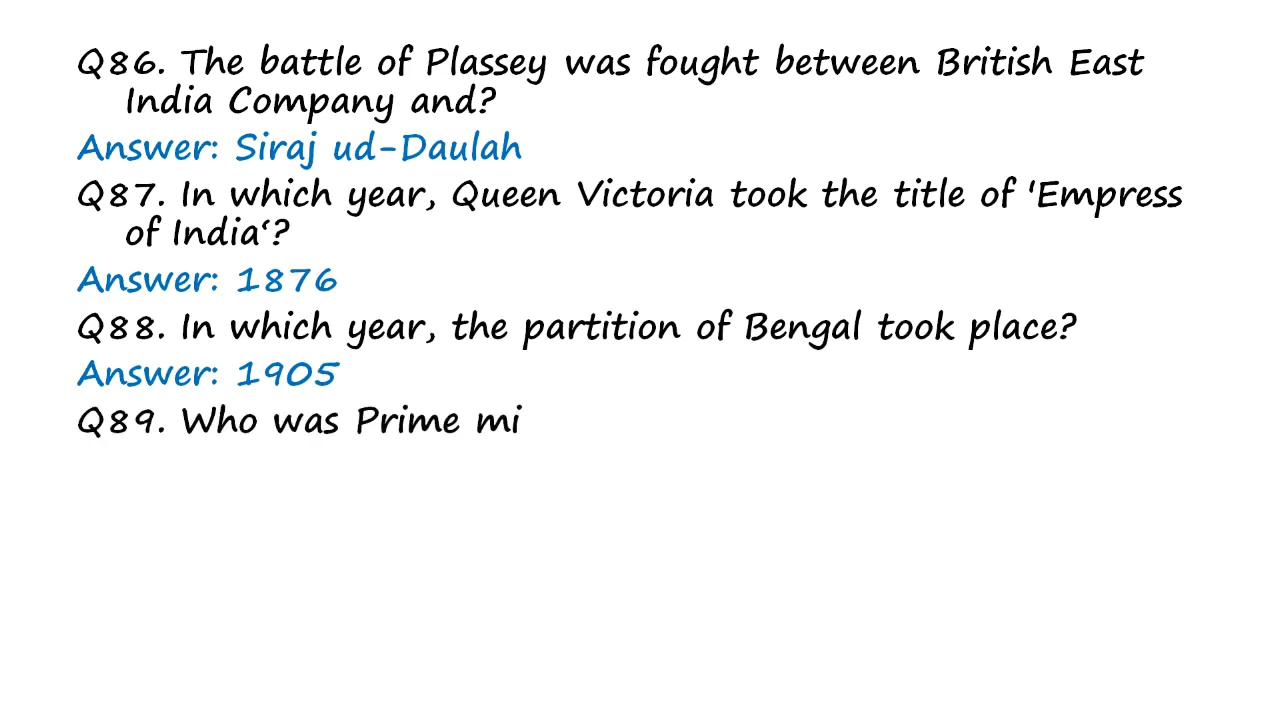 Q86. The battle of Plassey was fought between British East
India Company and?
Answer: Siraj ud-Daulah
Q87. In which year, Queen Victoria took the title of 'Empress
of India‘?
Answer: 1876
Q88. In which year, the partition of Bengal took place?
Answer: 1905
Q89. Who was Prime mi